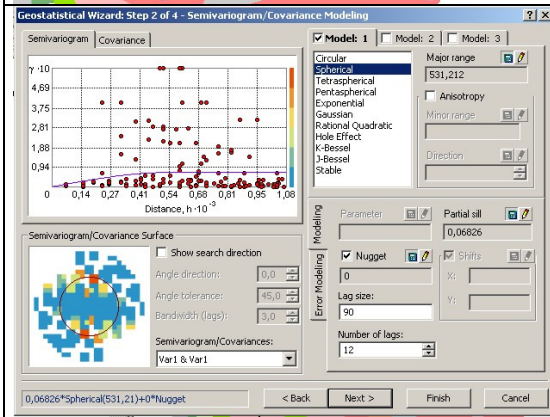 Geostatistical Wizard: Step 2 of 4 - Semivariogram/Covariance Modeling
Semivariogram
Covariance
γ ·10
4,69
3,75
2,81
1,88
0,94
0 0,14 0,27 0,41 0,54 0,68 0,81 0,95 1,08
Distance, h ·10⁻³
Model: 1
Model: 2
Model: 3
Circular
Spherical
Tetraspherical
Pentaspherical
Exponential
Gaussian
Rational Quadratic
Hole Effect
K-Bessel
J-Bessel
Stable
Major range
531,212
Anisotropy
Minor range
Direction
Semivariogram/Covariance Surface
Show search direction
Angle direction: 0,0
Angle tolerance: 45,0
Bandwidth (lags): 3,0
Semivariogram/Covariances:
Var1 & Var1
Modeling
Error Modeling
Parameter
Partial sill
0,06826
Nugget
0
Shifts
X:
Y:
Lag size:
90
Number of lags:
12
0,06826*Spherical(531,21)+0*Nugget
< Back
Next >
Finish
Cancel